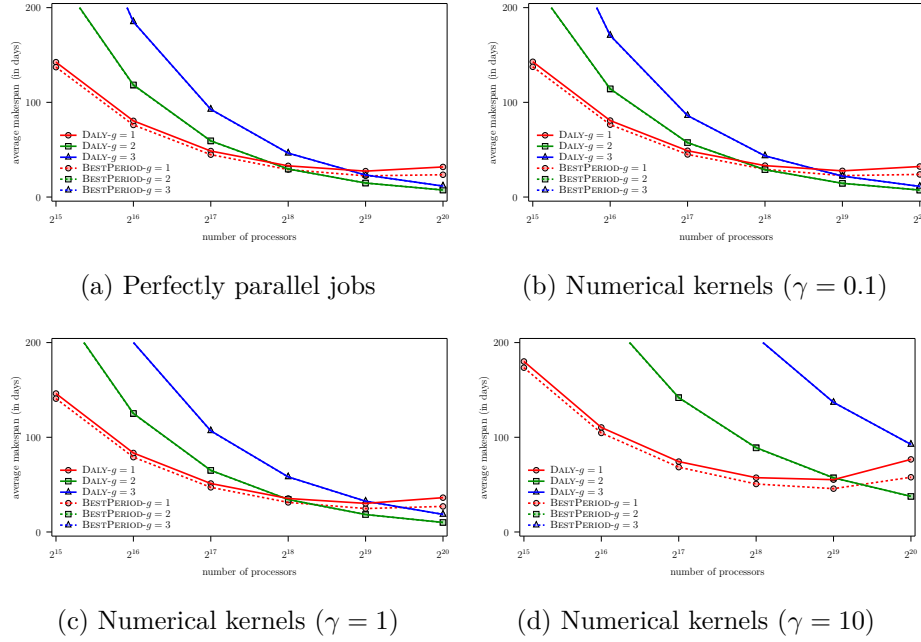 200
100
0
average makespan (in days)
DALY-g = 1
DALY-g = 2
DALY-g = 3
BESTPERIOD-g = 1
BESTPERIOD-g = 2
BESTPERIOD-g = 3
2^15 2^16 2^17 2^18 2^19 2^20
number of processors
(a) Perfectly parallel jobs
200
100
0
average makespan (in days)
DALY-g = 1
DALY-g = 2
DALY-g = 3
BESTPERIOD-g = 1
BESTPERIOD-g = 2
BESTPERIOD-g = 3
2^15 2^16 2^17 2^18 2^19
number of processors
(b) Numerical kernels (γ = 0.1)
200
100
0
average makespan (in days)
DALY-g = 1
DALY-g = 2
DALY-g = 3
BESTPERIOD-g = 1
BESTPERIOD-g = 2
BESTPERIOD-g = 3
2^15 2^16 2^17 2^18 2^19 2^20
number of processors
(c) Numerical kernels (γ = 1)
200
100
0
average makespan (in days)
DALY-g = 1
DALY-g = 2
DALY-g = 3
BESTPERIOD-g = 1
BESTPERIOD-g = 2
BESTPERIOD-g = 3
2^15 2^16 2^17 2^18 2^19 2^20
number of processors
(d) Numerical kernels (γ = 10)